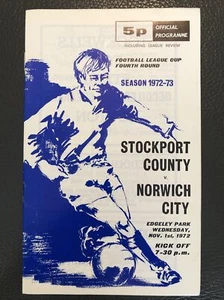 5p
OFFICIAL
PROGRAMME
INCLUDING LEAGUE REVIEW
FOOTBALL LEAGUE CUP
FOURTH ROUND
SEASON 1972-73
STOCKPORT
COUNTY
v.
NORWICH
CITY
EDGELEY PARK
WEDNESDAY,
NOV. 1st, 1972
KICK OFF
7-30 p.m.